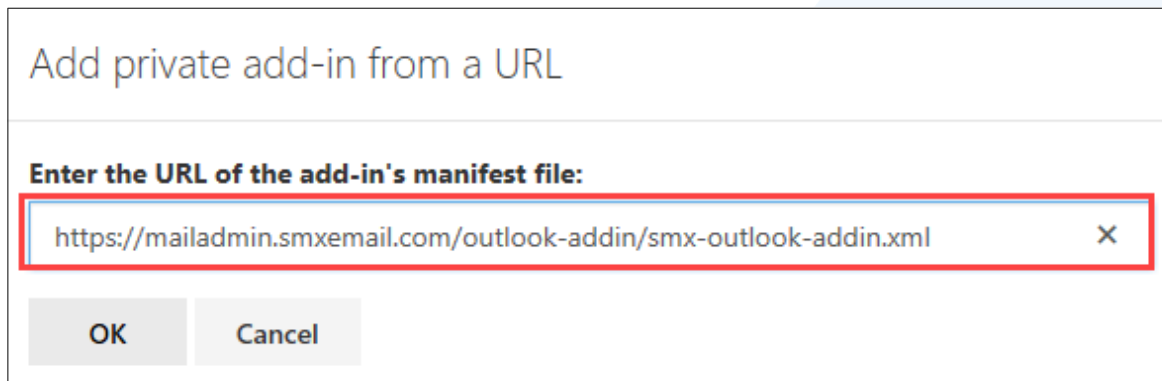 Add private add-in from a URL
Enter the URL of the add-in's manifest file:
https://mailadmin.smxemail.com/outlook-addin/smx-outlook-addin.xml
OK Cancel